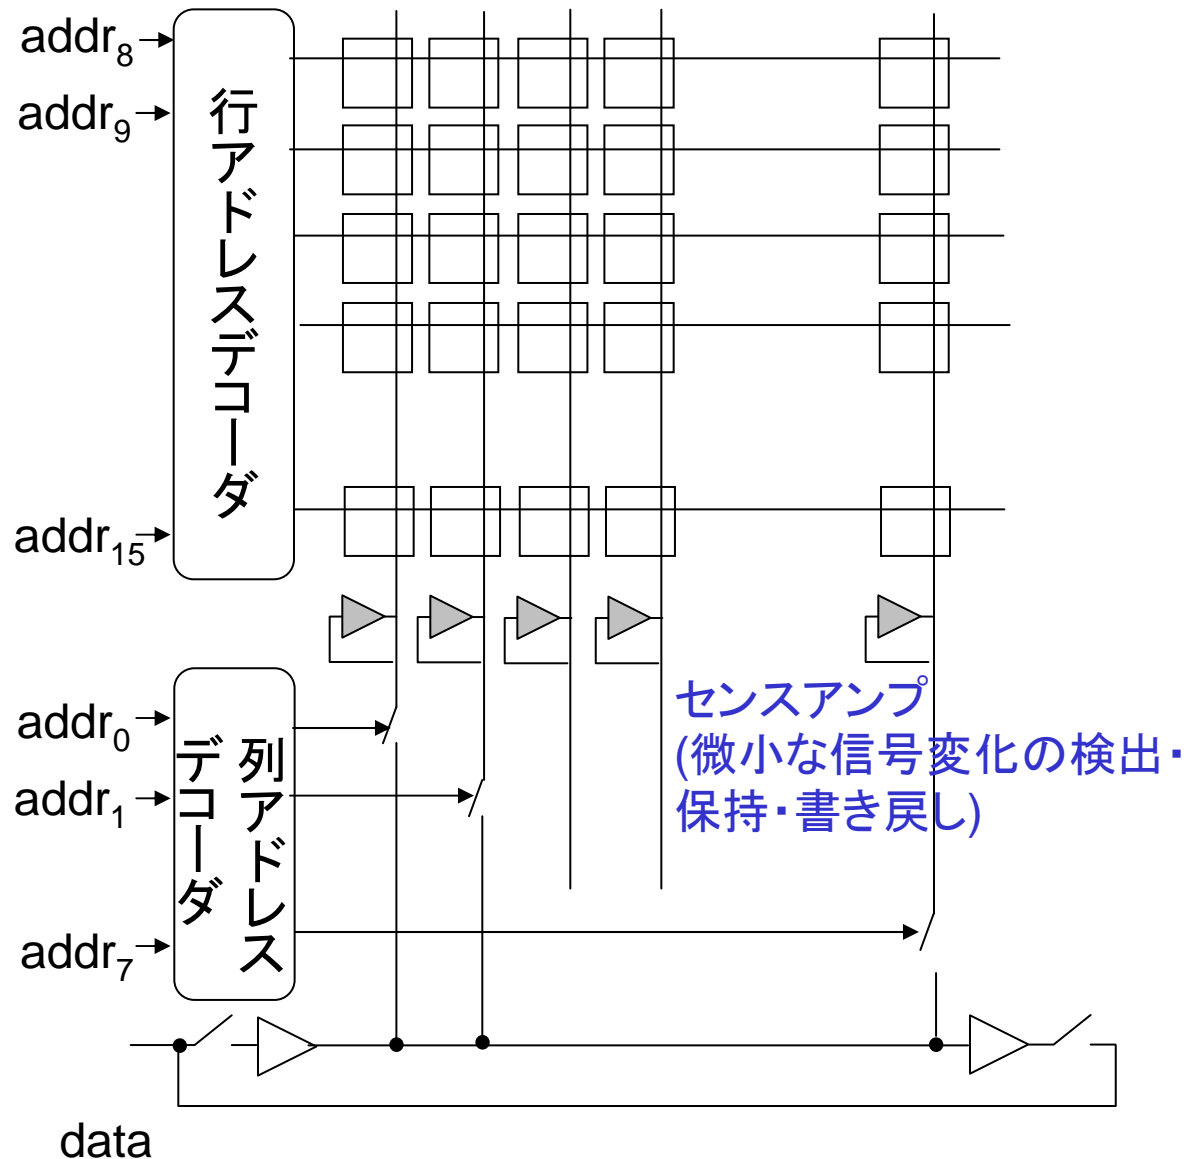 addr8
addr9
行アドレスデコーダ
addr15
addr0
addr1
addr7
列アドレス
デコーダ
センスアンプ
(微小な信号変化の検出・
保持・書き戻し)
data